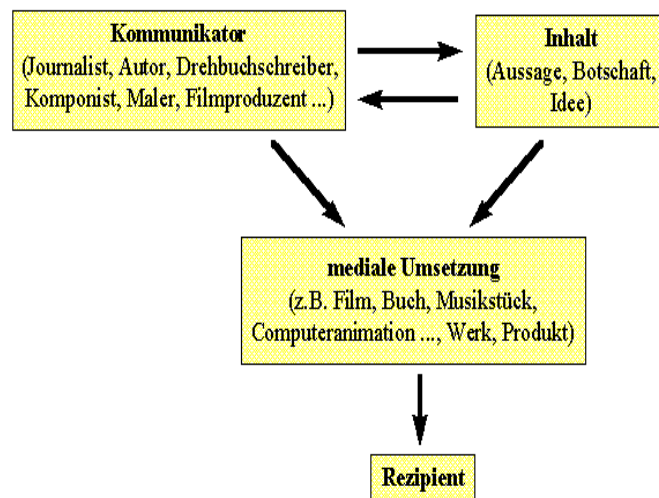 Kommunikator
(Journalist, Autor, Drehbuchschreiber,
Komponist, Maler, Filmproduzent ...)
Inhalt
(Aussage, Botschaft,
Idee)
mediale Umsetzung
(z.B. Film, Buch, Musikstück,
Computeranimation ..., Werk, Produkt)
Rezipient